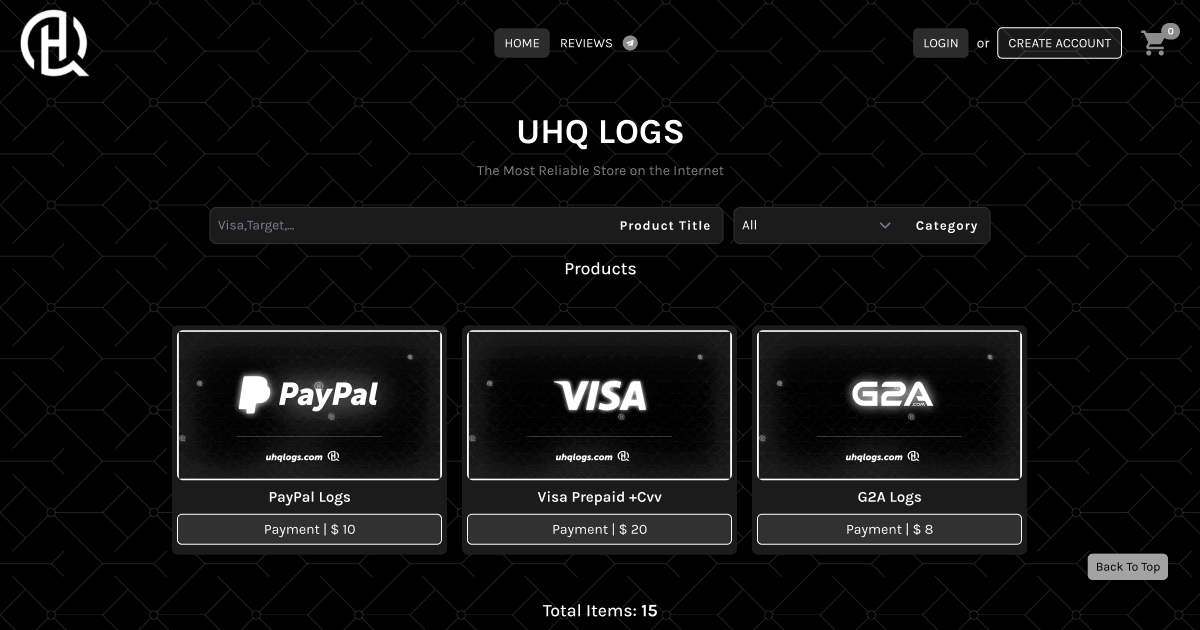 HOME REVIEWS
LOGIN or CREATE ACCOUNT
0
UHQ LOGS
The Most Reliable Store on the Internet
Visa,Target,...
Product Title
All
Category
Products
PayPal
uhqlogs.com
PayPal Logs
Payment | $ 10
VISA
uhqlogs.com
Visa Prepaid +Cvv
Payment | $ 20
G2A
.COM
uhqlogs.com
G2A Logs
Payment | $ 8
Back To Top
Total Items: 15